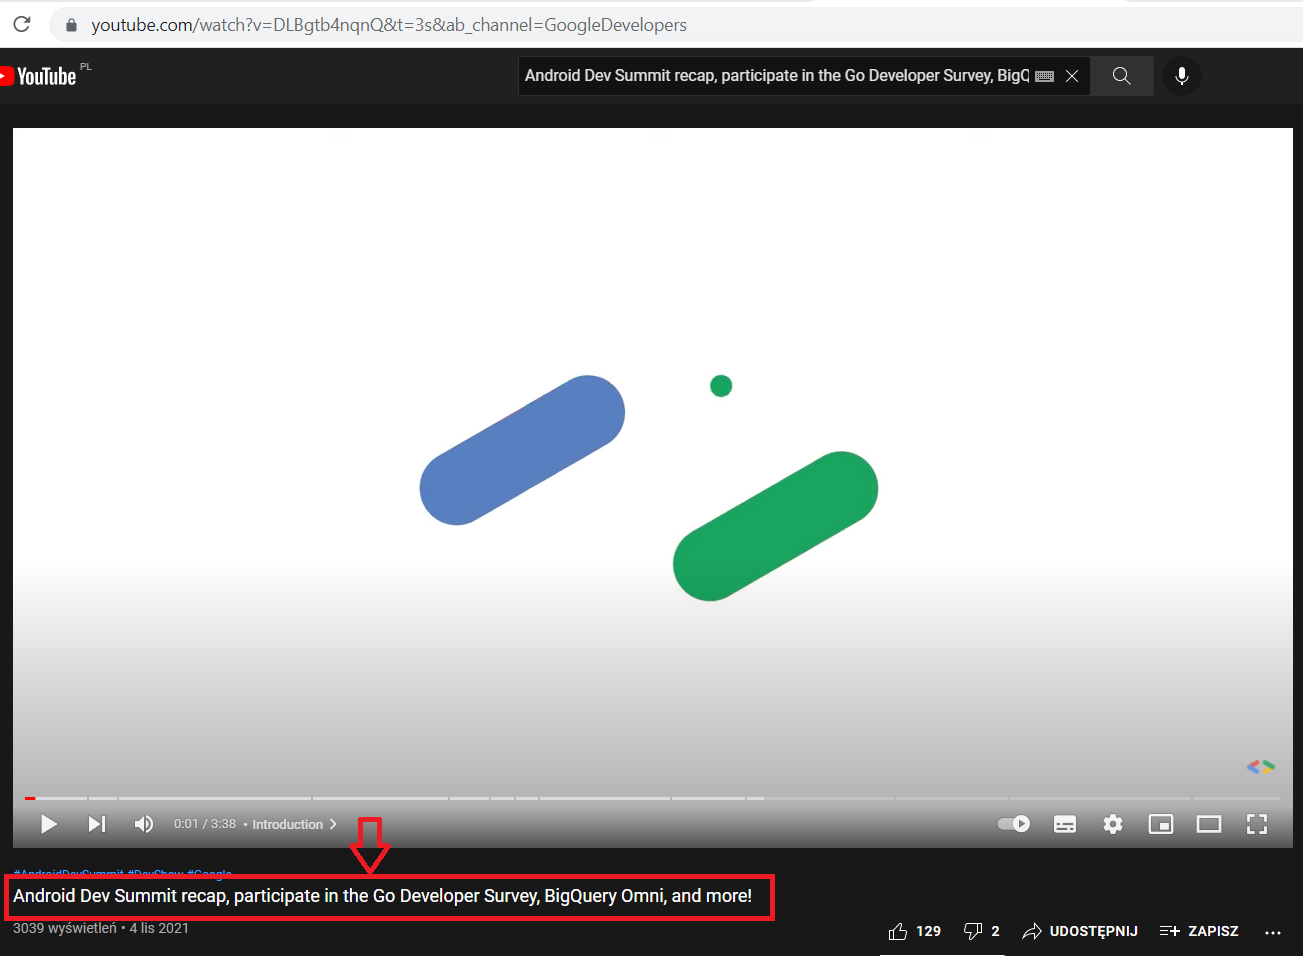 youtube.com/watch?v=DLBgtb4nqnQ&t=3s&ab_channel=GoogleDevelopers
YouTube PL
Android Dev Summit recap, participate in the Go Developer Survey, BigQ
0:01 / 3:38 • Introduction
#AndroidDevSummit #DevShow #Google
Android Dev Summit recap, participate in the Go Developer Survey, BigQuery Omni, and more!
3039 wyświetleń • 4 lis 2021
129 2 UDOSTĘPNIJ ZAPISZ